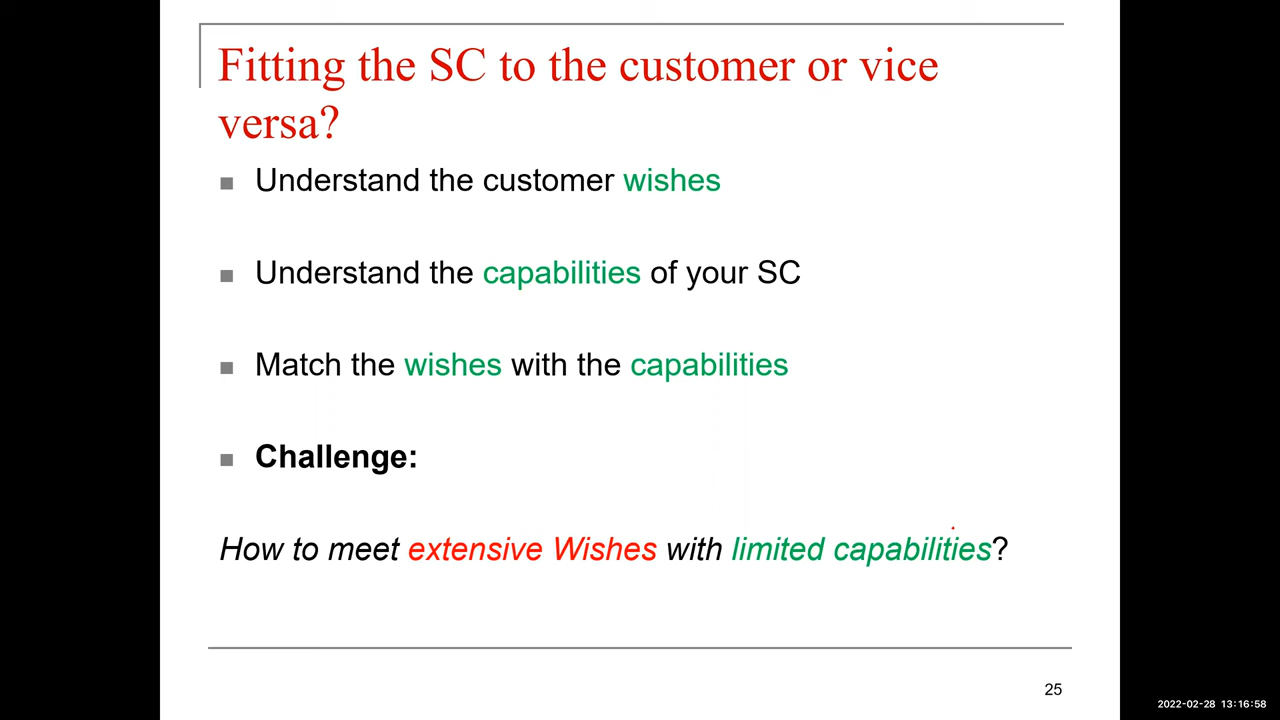 Fitting the SC to the customer or vice
versa?
Understand the customer wishes
Understand the capabilities of your SC
Match the wishes with the capabilities
Challenge:
How to meet extensive Wishes with limited capabilities?
25
2022-02-28 13:16:58